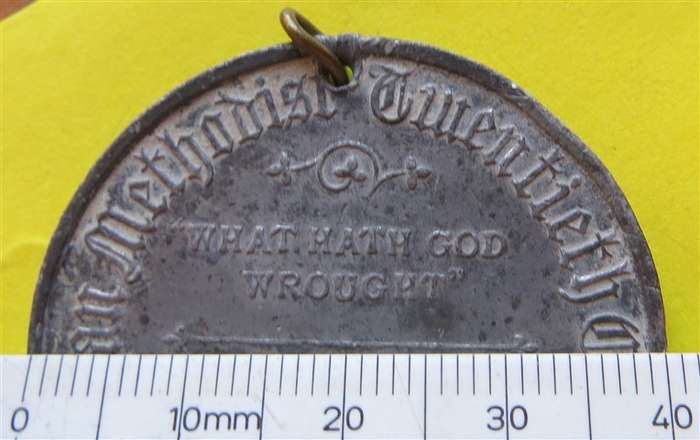 Methodist Twentieth
"WHAT HATH GOD
WROUGHT"
0 10mm 20 30 40